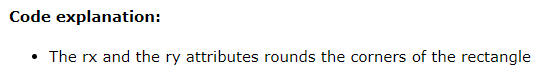 Code explanation:
• The rx and the ry attributes rounds the corners of the rectangle